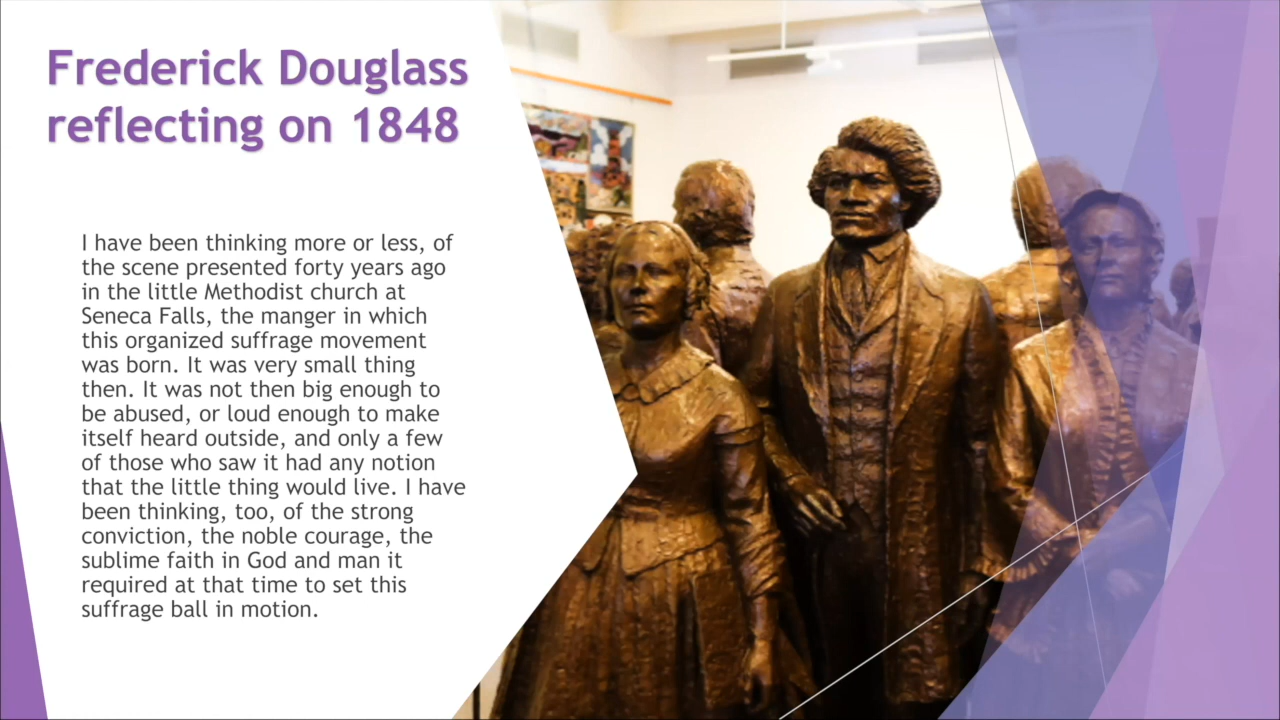 Frederick Douglass
reflecting on 1848
I have been thinking more or less, of
the scene presented forty years ago
in the little Methodist church at
Seneca Falls, the manger in which
this organized suffrage movement
was born. It was very small thing
then. It was not then big enough to
be abused, or loud enough to make
itself heard outside, and only a few
of those who saw it had any notion
that the little thing would live. I have
been thinking, too, of the strong
conviction, the noble courage, the
sublime faith in God and man it
required at that time to set this
suffrage ball in motion.